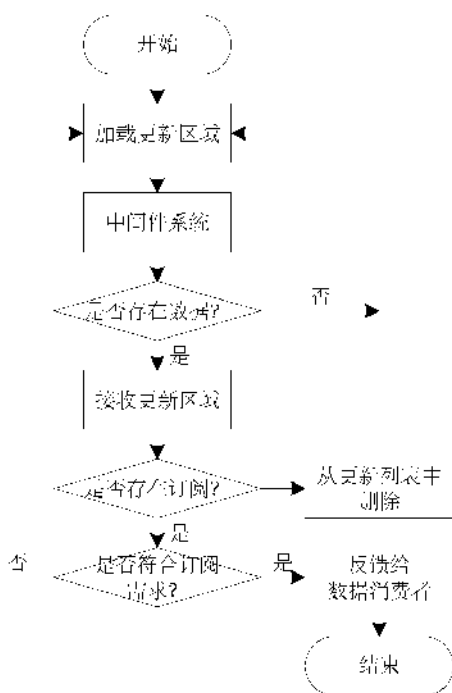 开始
加载更新区域
中间件系统
是否存在数据?
否
是
接收更新区域
是否存在订阅?
从更新列表中
删除
是
否
是否符合订阅
需求?
是
反馈给
数据消费者
结束